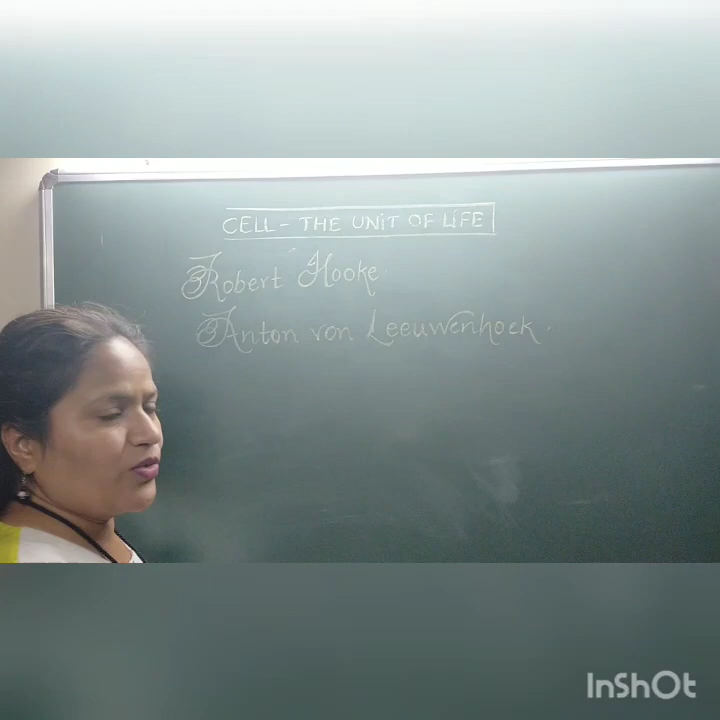 CELL - THE UNIT OF LIFE
Robert Hooke.
Anton von Leeuwenhoek.
InShOt